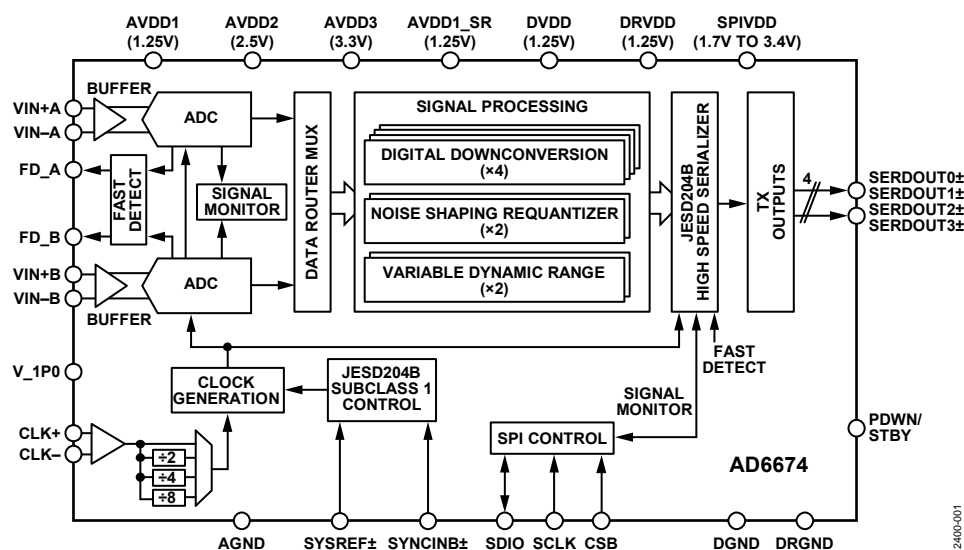 AVDD1
(1.25V)
AVDD2
(2.5V)
AVDD3
(3.3V)
AVDD1_SR
(1.25V)
DVDD
(1.25V)
DRVDD
(1.25V)
SPIVDD
(1.7V TO 3.4V)
BUFFER
VIN+A
VIN–A
ADC
FD_A
FAST
DETECT
SIGNAL
MONITOR
FD_B
VIN+B
VIN–B
ADC
BUFFER
DATA ROUTER MUX
SIGNAL PROCESSING
DIGITAL DOWNCONVERSION
(×4)
NOISE SHAPING REQUANTIZER
(×2)
VARIABLE DYNAMIC RANGE
(×2)
JESD204B
HIGH SPEED SERIALIZER
TX
OUTPUTS
4
SERDOUT0±
SERDOUT1±
SERDOUT2±
SERDOUT3±
FAST
DETECT
V_1P0
CLOCK
GENERATION
JESD204B
SUBCLASS 1
CONTROL
SIGNAL
MONITOR
CLK+
CLK–
÷2
÷4
÷8
SPI CONTROL
PDWN/
STBY
AD6674
AGND
SYSREF±
SYNCINB±
SDIO
SCLK
CSB
DGND
DRGND
2400-001